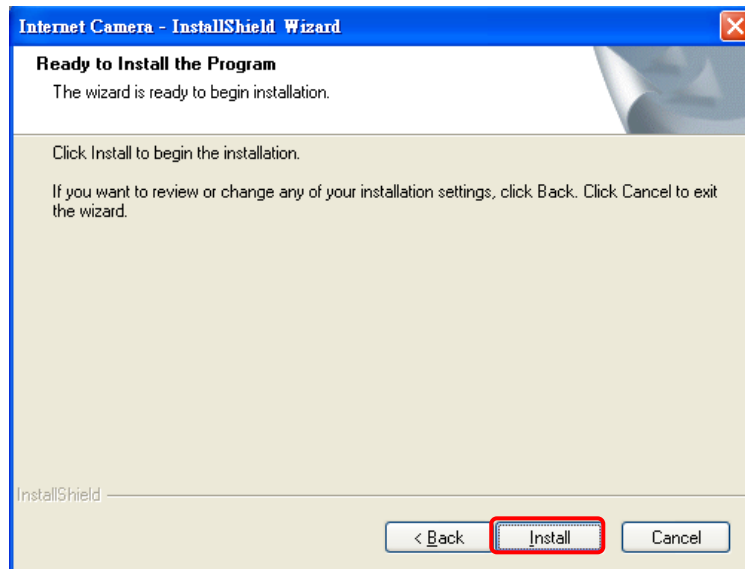 Internet Camera - InstallShield Wizard
Ready to Install the Program
The wizard is ready to begin installation.
Click Install to begin the installation.
If you want to review or change any of your installation settings, click Back. Click Cancel to exit
the wizard.
InstallShield
< Back Install Cancel